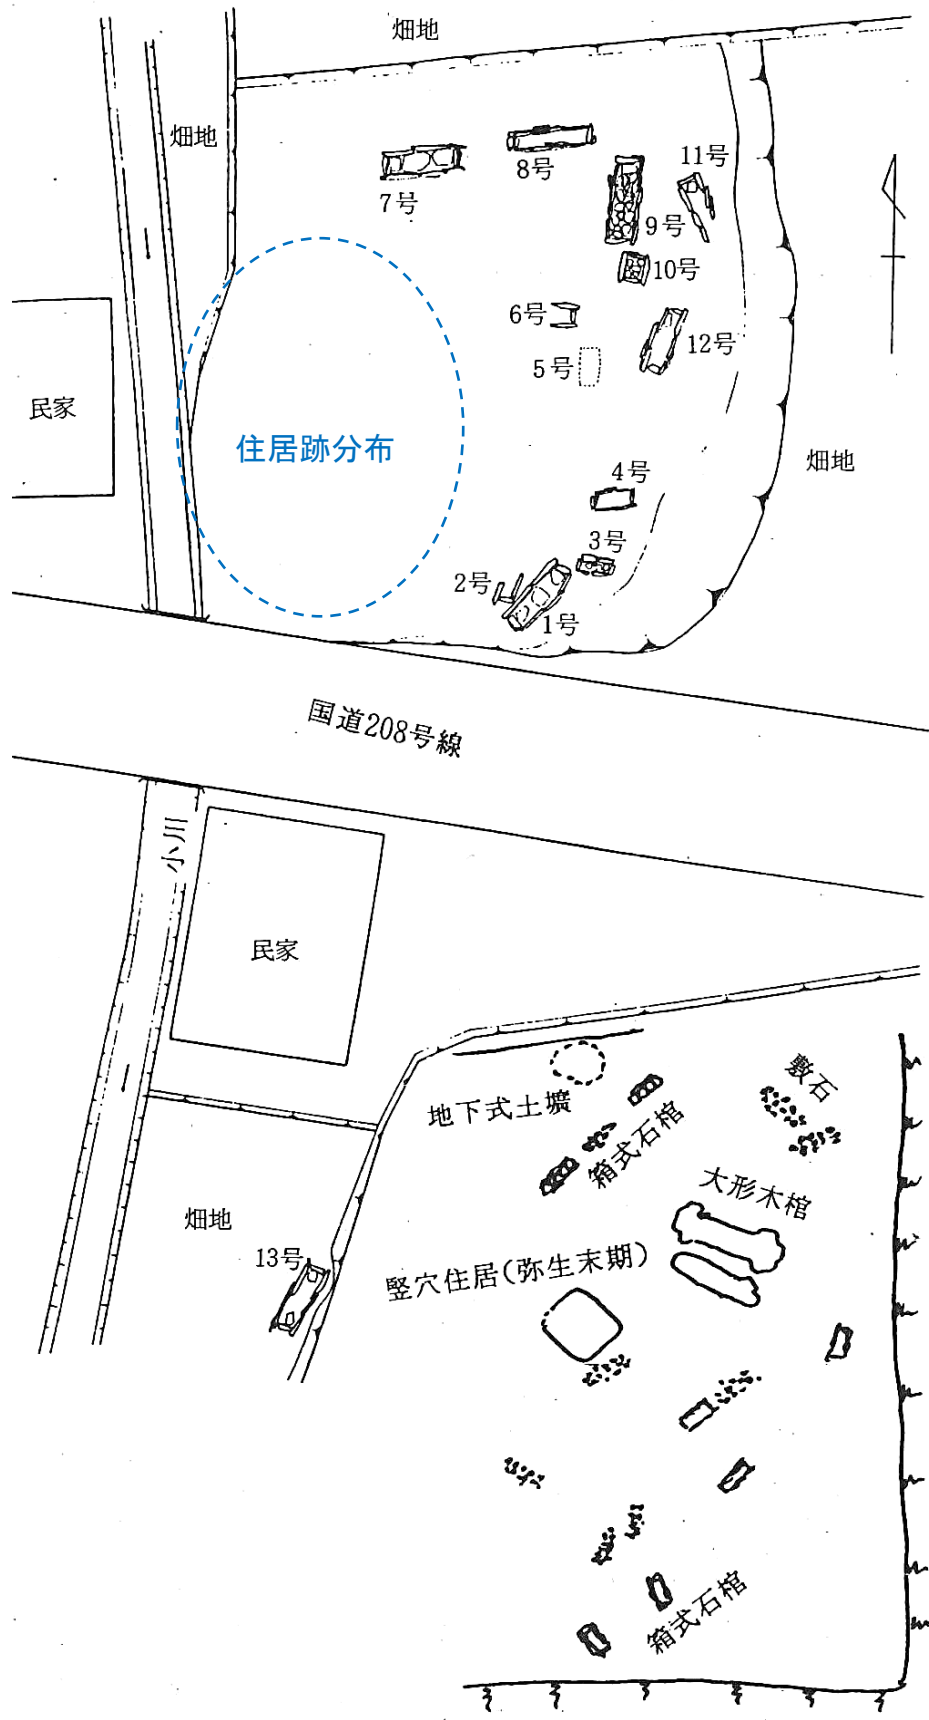 畑地
畑地
8号
11号
7号
9号
10号
6号
12号
5号
民家
住居跡分布
畑地
4号
3号
2号
1号
国道208号線
小川
民家
敷石
地下式土壙
箱式石棺
大形木棺
畑地
13号
竪穴住居(弥生末期)
箱式石棺